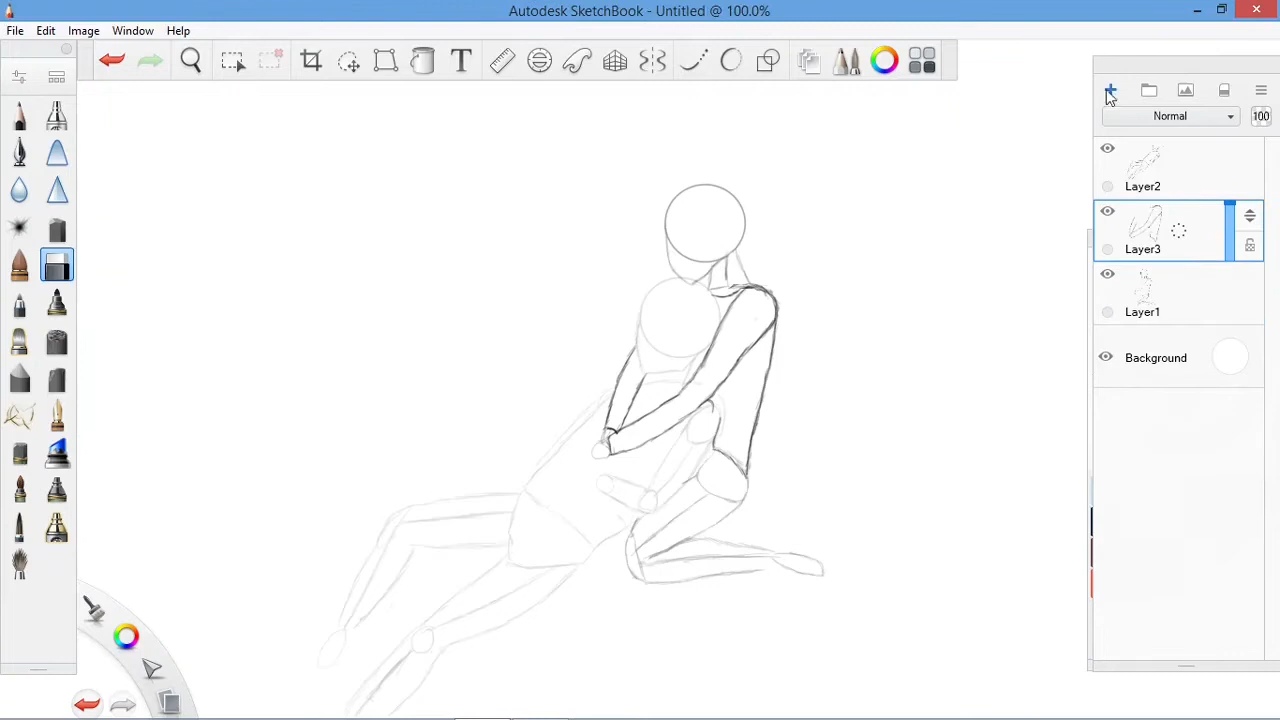 Autodesk SketchBook - Untitled @ 100.0%
File Edit Image Window Help
T
Normal 100
Layer2
Layer3
Layer1
Background